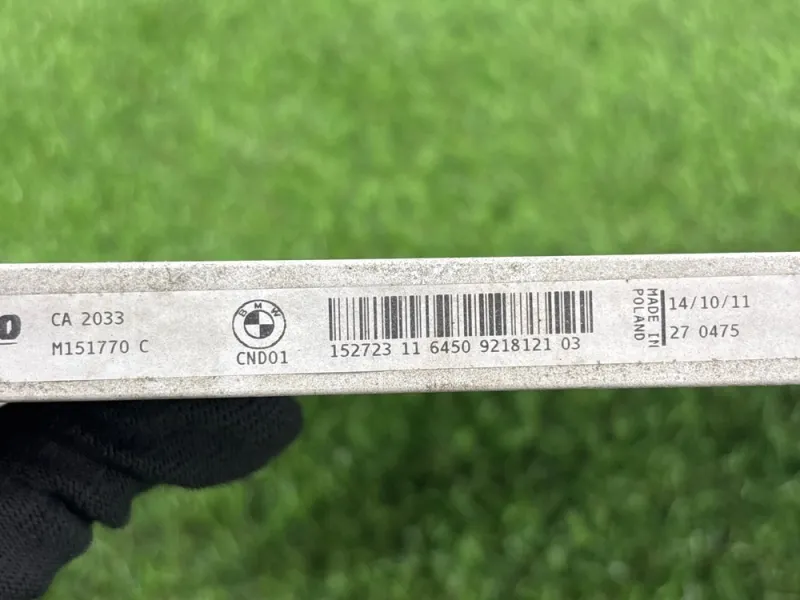 CA 2033
M151770 C
BMW
CND01
152723 11 6450 9218121 03
MADE IN
POLAND
14/10/11
27 0475